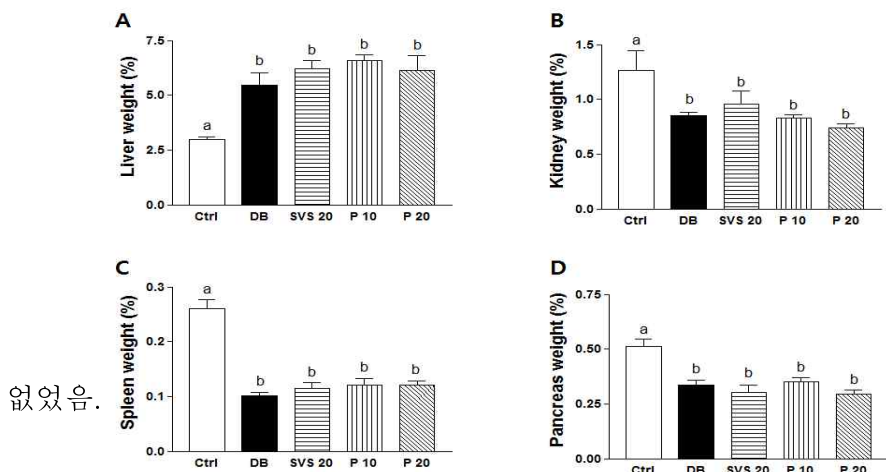 A
Liver weight (%)
7.5
5.0
2.5
0.0
a
b
b
b
b
Ctrl DB SVS 20 P 10 P 20
B
Kidney weight (%)
1.5
1.0
0.5
0.0
a
b
b
b
b
Ctrl DB SVS 20 P 10 P 20
없었음.
C
Spleen weight (%)
0.3
0.2
0.1
0.0
a
b
b
b
b
Ctrl DB SVS 20 P 10 P 20
D
Pancreas weight (%)
0.75
0.50
0.25
0.00
a
b
b
b
b
Ctrl DB SVS 20 P 10 P 20